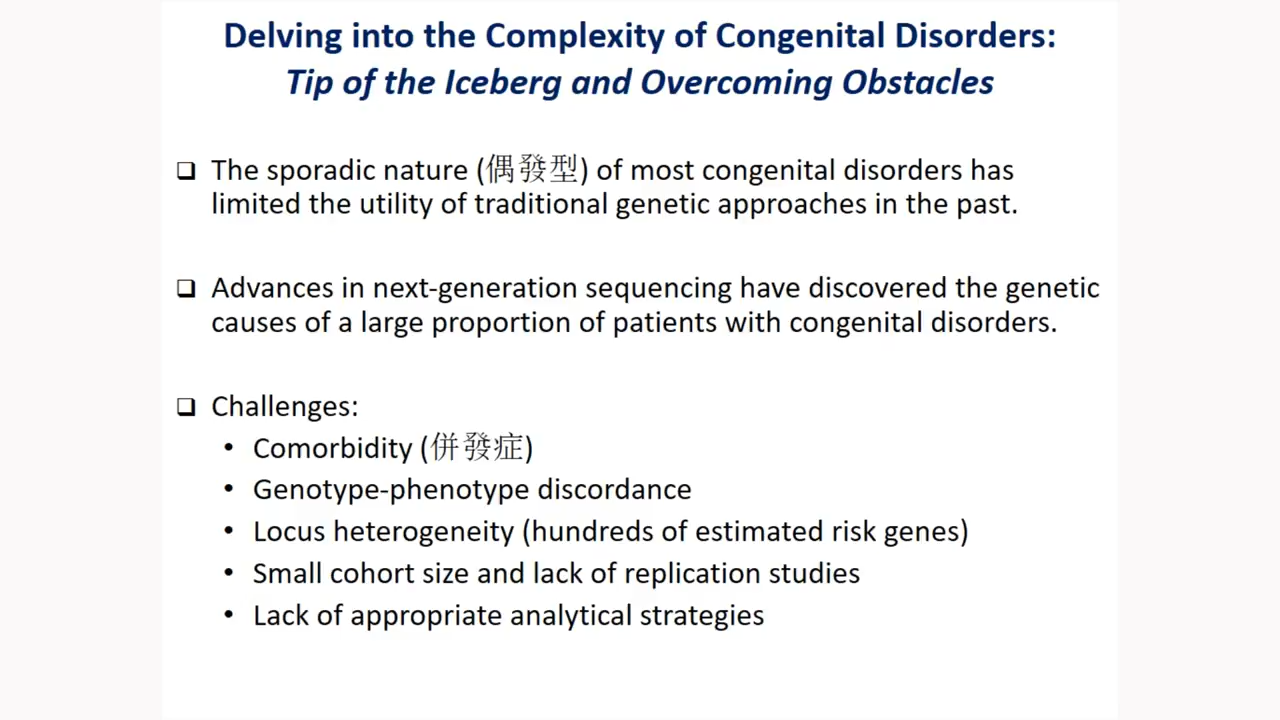 Delving into the Complexity of Congenital Disorders:
Tip of the Iceberg and Overcoming Obstacles
❑ The sporadic nature (偶發型) of most congenital disorders has
limited the utility of traditional genetic approaches in the past.
❑ Advances in next-generation sequencing have discovered the genetic
causes of a large proportion of patients with congenital disorders.
❑ Challenges:
• Comorbidity (併發症)
• Genotype-phenotype discordance
• Locus heterogeneity (hundreds of estimated risk genes)
• Small cohort size and lack of replication studies
• Lack of appropriate analytical strategies